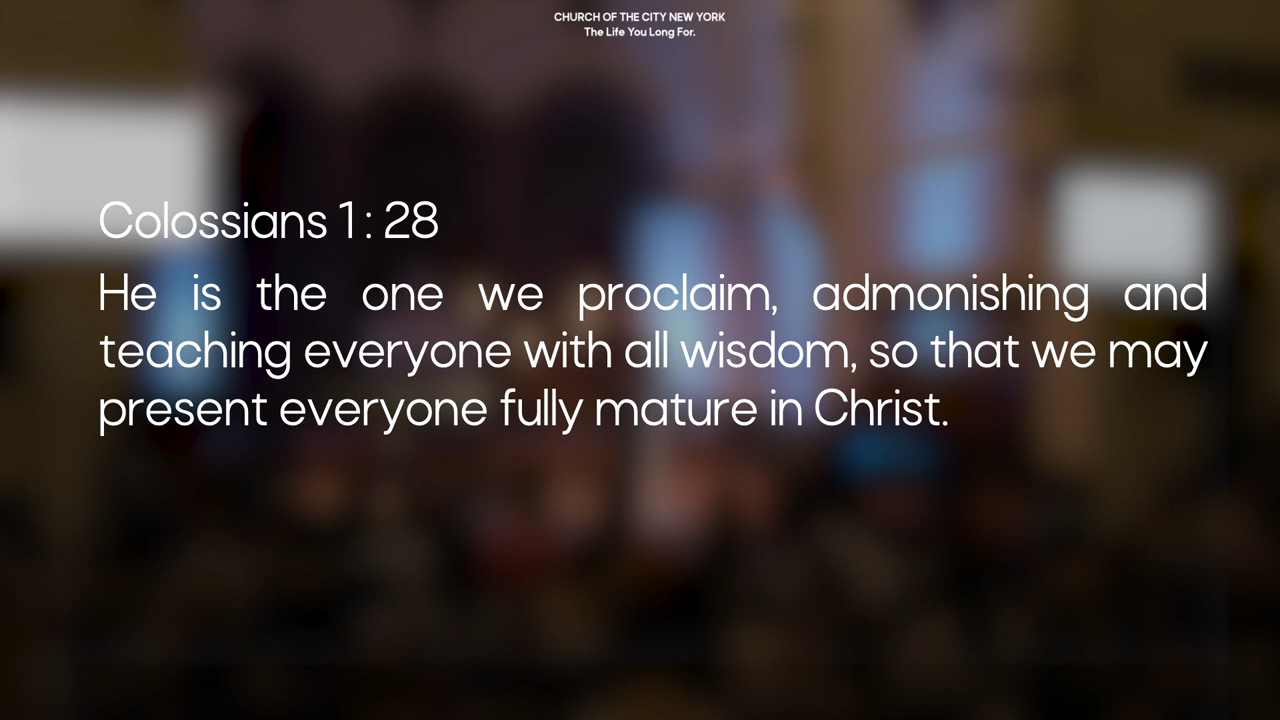 CHURCH OF THE CITY NEW YORK
The Life You Long For.
Colossians 1 : 28
He is the one we proclaim, admonishing and
teaching everyone with all wisdom, so that we may
present everyone fully mature in Christ.